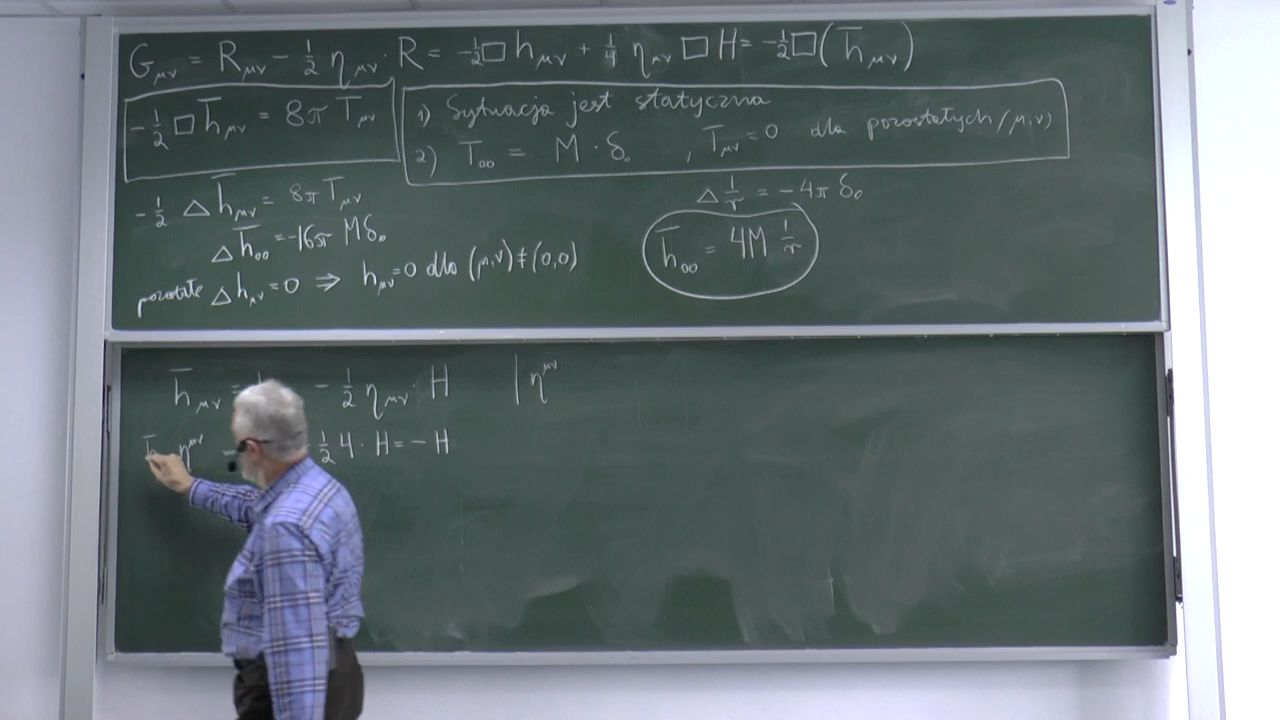 G_μν = R_μν - ½ η_μν · R = -½ □ h_μν + ¼ η_μν □ H = -½ □ (h̄_μν)
-½ □ h̄_μν = 8π T_μν
1) Sytuacja jest statyczna
2) T_00 = M · δ_0 , T_μν = 0 dla pozostałych (μ,ν)
-½ △ h̄_μν = 8π T_μν
△ h̄_00 = -16π M δ_0
pozostałe △ h_μν = 0 ⇒ h_μν = 0 dla (μ,ν) ≠ (0,0)
△ 1/r = -4π δ_0
h̄_00 = 4M 1/r
h̄_μν = - ½ η_μν · H | η^μν
η^μν = ½ 4 · H = - H